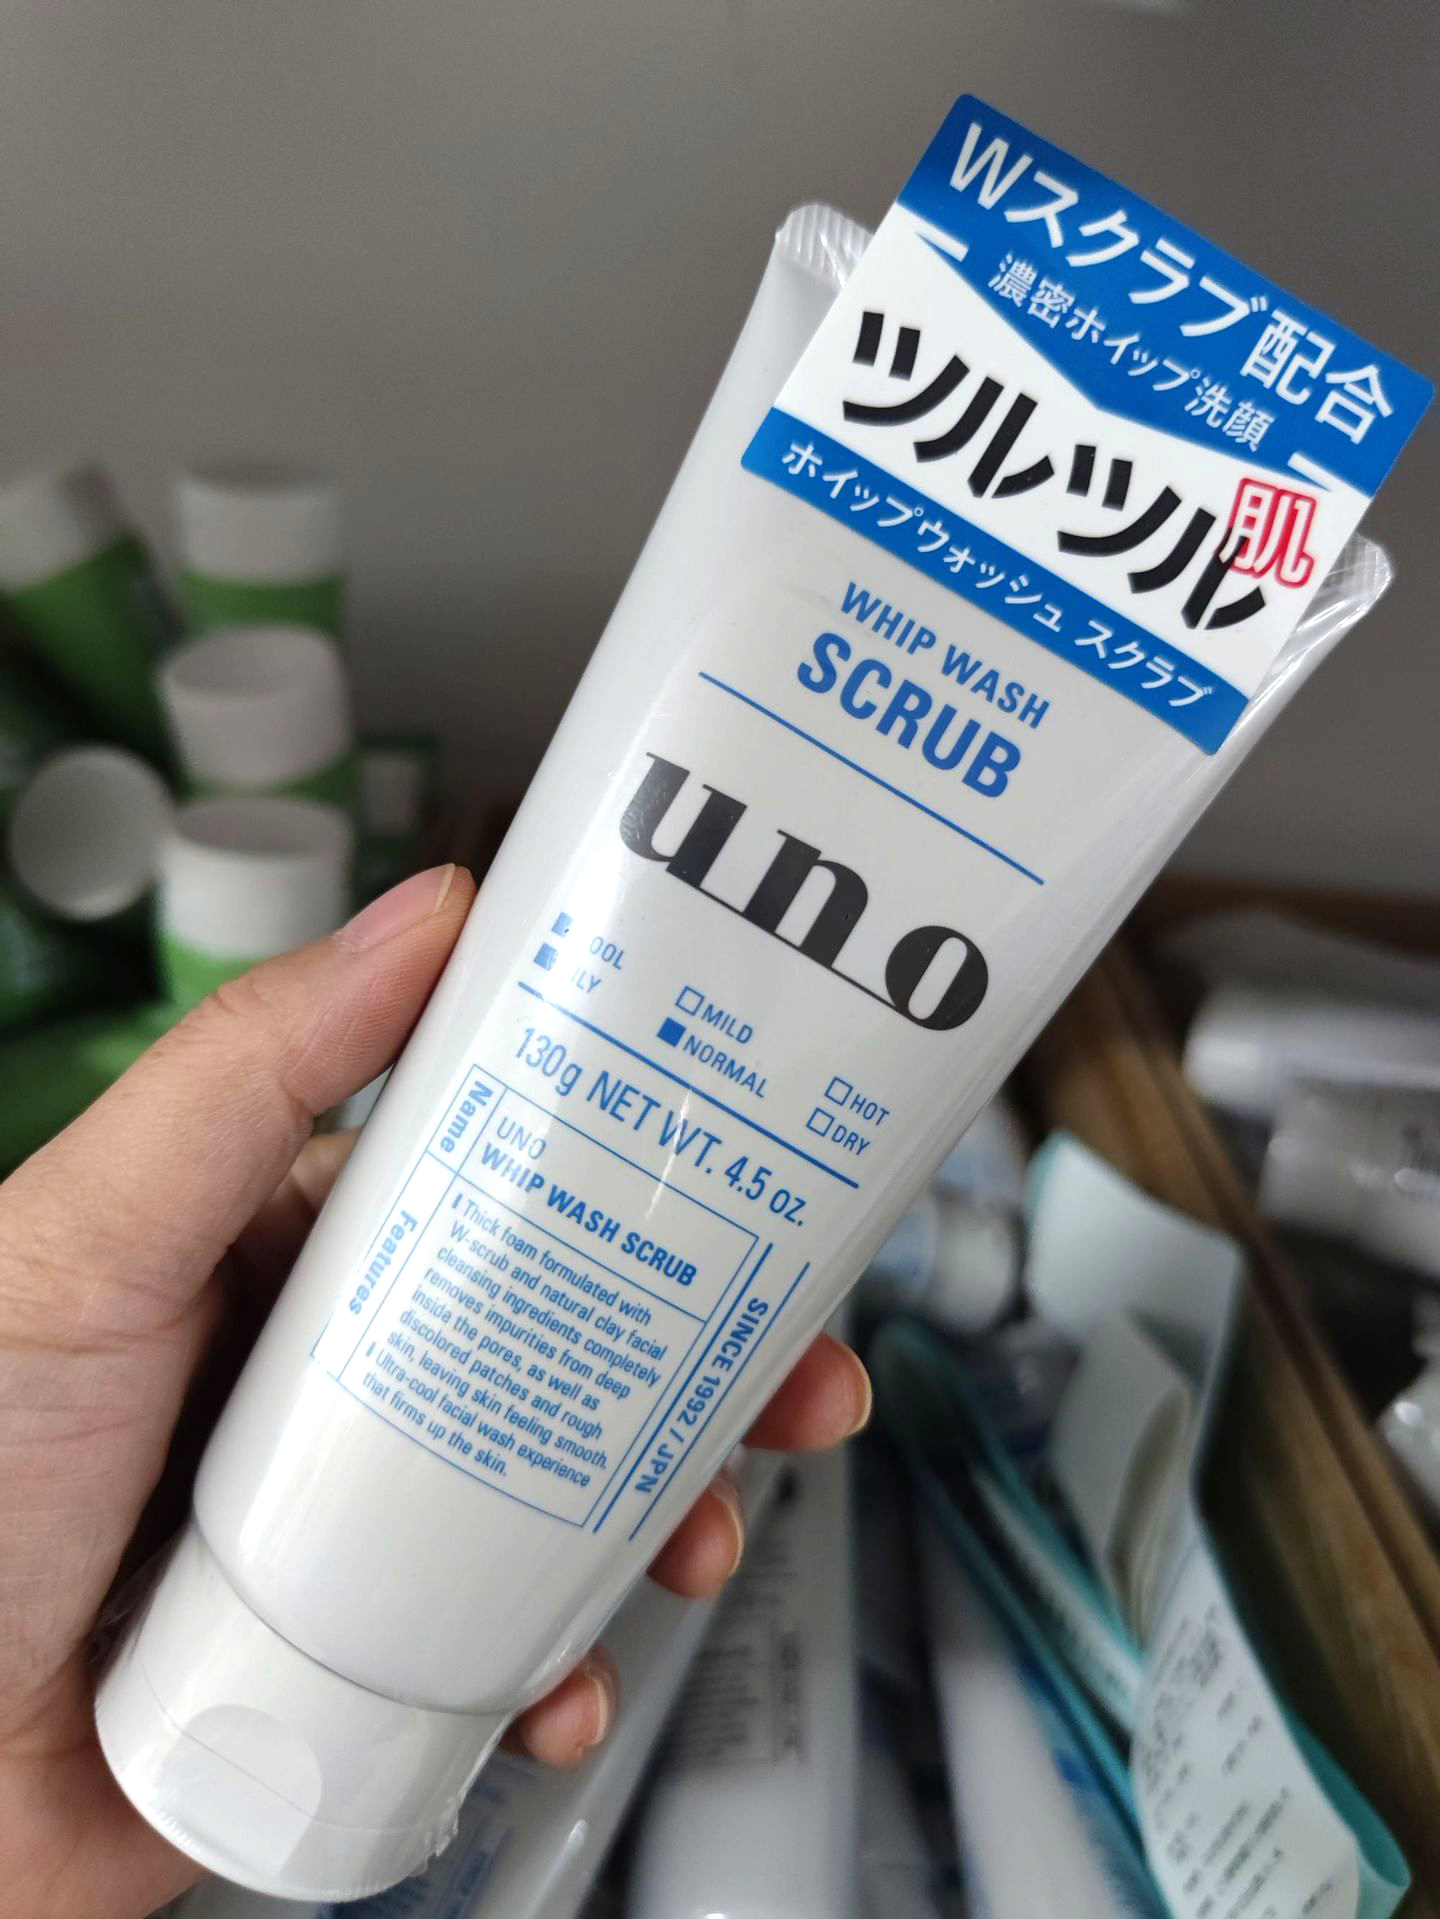 Wスクラブ配合
濃密ホイップ洗顔
ツルツル肌
ホイップウォッシュ スクラブ
WHIP WASH
SCRUB
uno
MILD
HOT
NORMAL
DRY
130g NET WT. 4.5 OZ.
Name
UNO
WHIP WASH SCRUB
Features
Thick foam formulated with
W-scrub and natural clay facial
cleansing ingredients completely
removes impurities from deep
inside the pores, as well as
discolored patches and rough
skin, leaving skin feeling smooth.
Ultra-cool facial wash experience
that firms up the skin.
SINCE 1992 / JPN